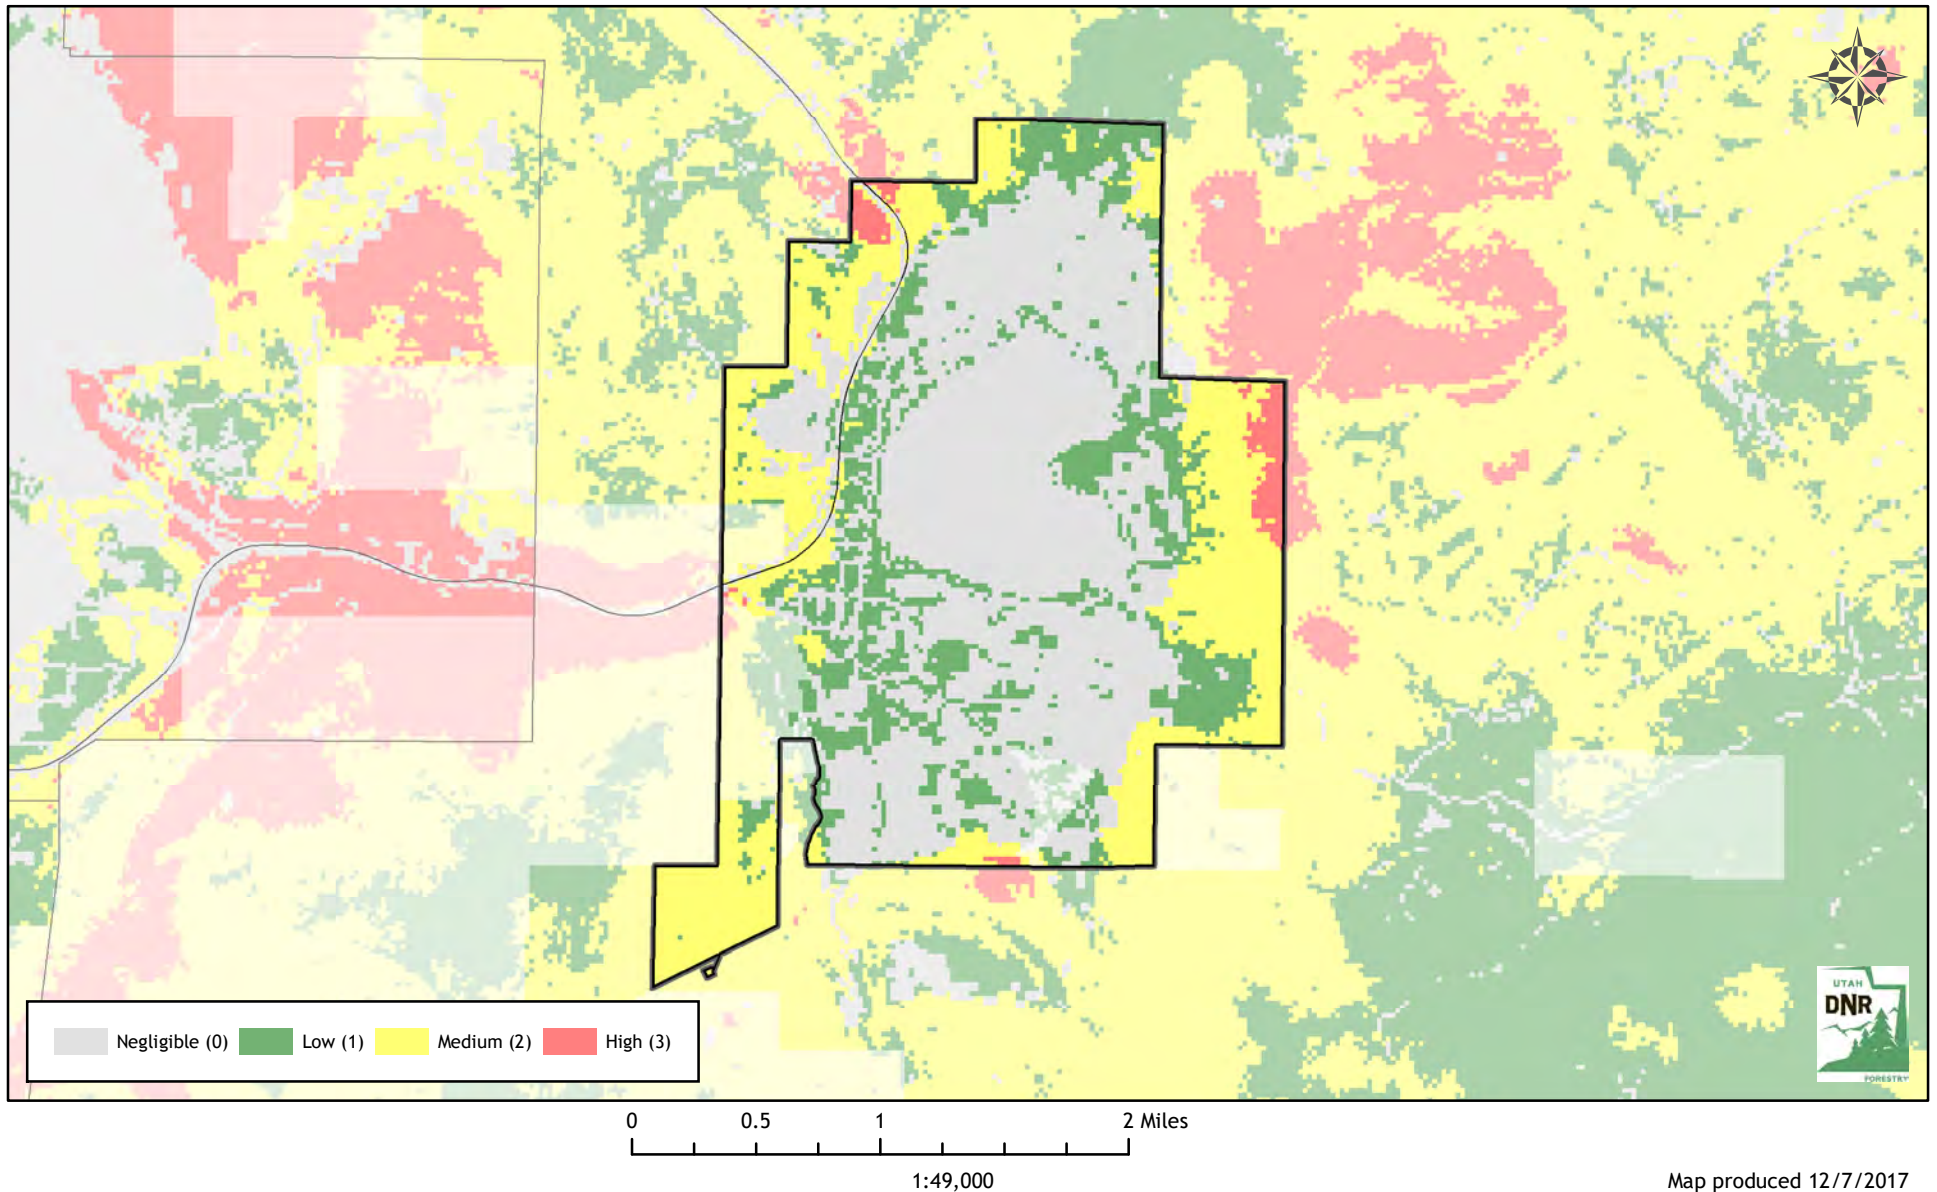 UTAH
DNR
FORESTRY
Negligible (0) Low (1) Medium (2) High (3)
0 0.5 1 2 Miles
1:49,000
Map produced 12/7/2017